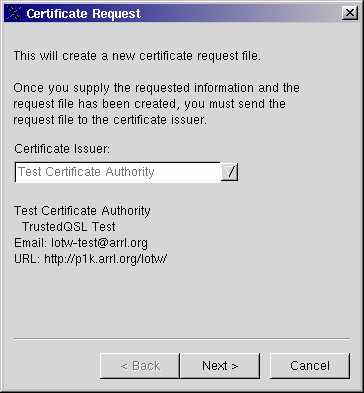 Certificate Request
This will create a new certificate request file.
Once you supply the requested information and the
request file has been created, you must send the
request file to the certificate issuer.
Certificate Issuer:
Test Certificate Authority
Test Certificate Authority
TrustedQSL Test
Email: lotw-test@arrl.org
URL: http://p1k.arrl.org/lotw/
< Back
Next >
Cancel